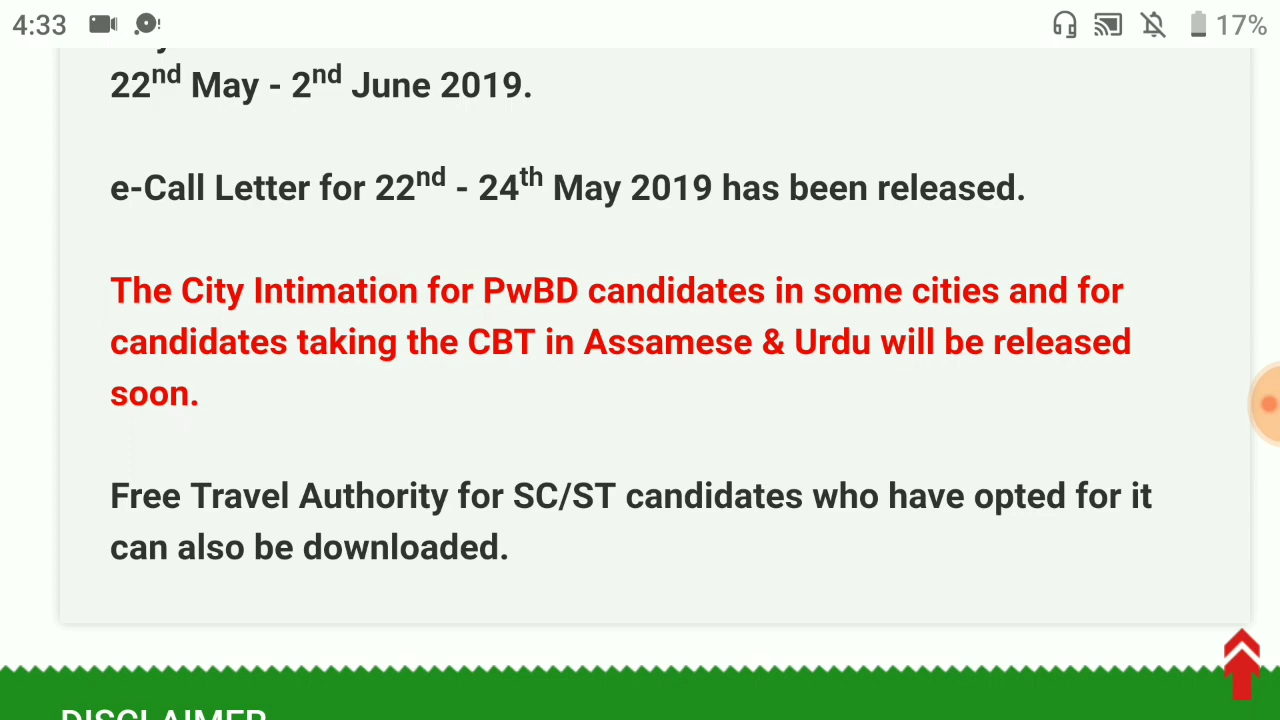 4:33
17%
22nd May - 2nd June 2019.
e-Call Letter for 22nd - 24th May 2019 has been released.
The City Intimation for PwBD candidates in some cities and for
candidates taking the CBT in Assamese & Urdu will be released
soon.
Free Travel Authority for SC/ST candidates who have opted for it
can also be downloaded.
DISCLAIMER